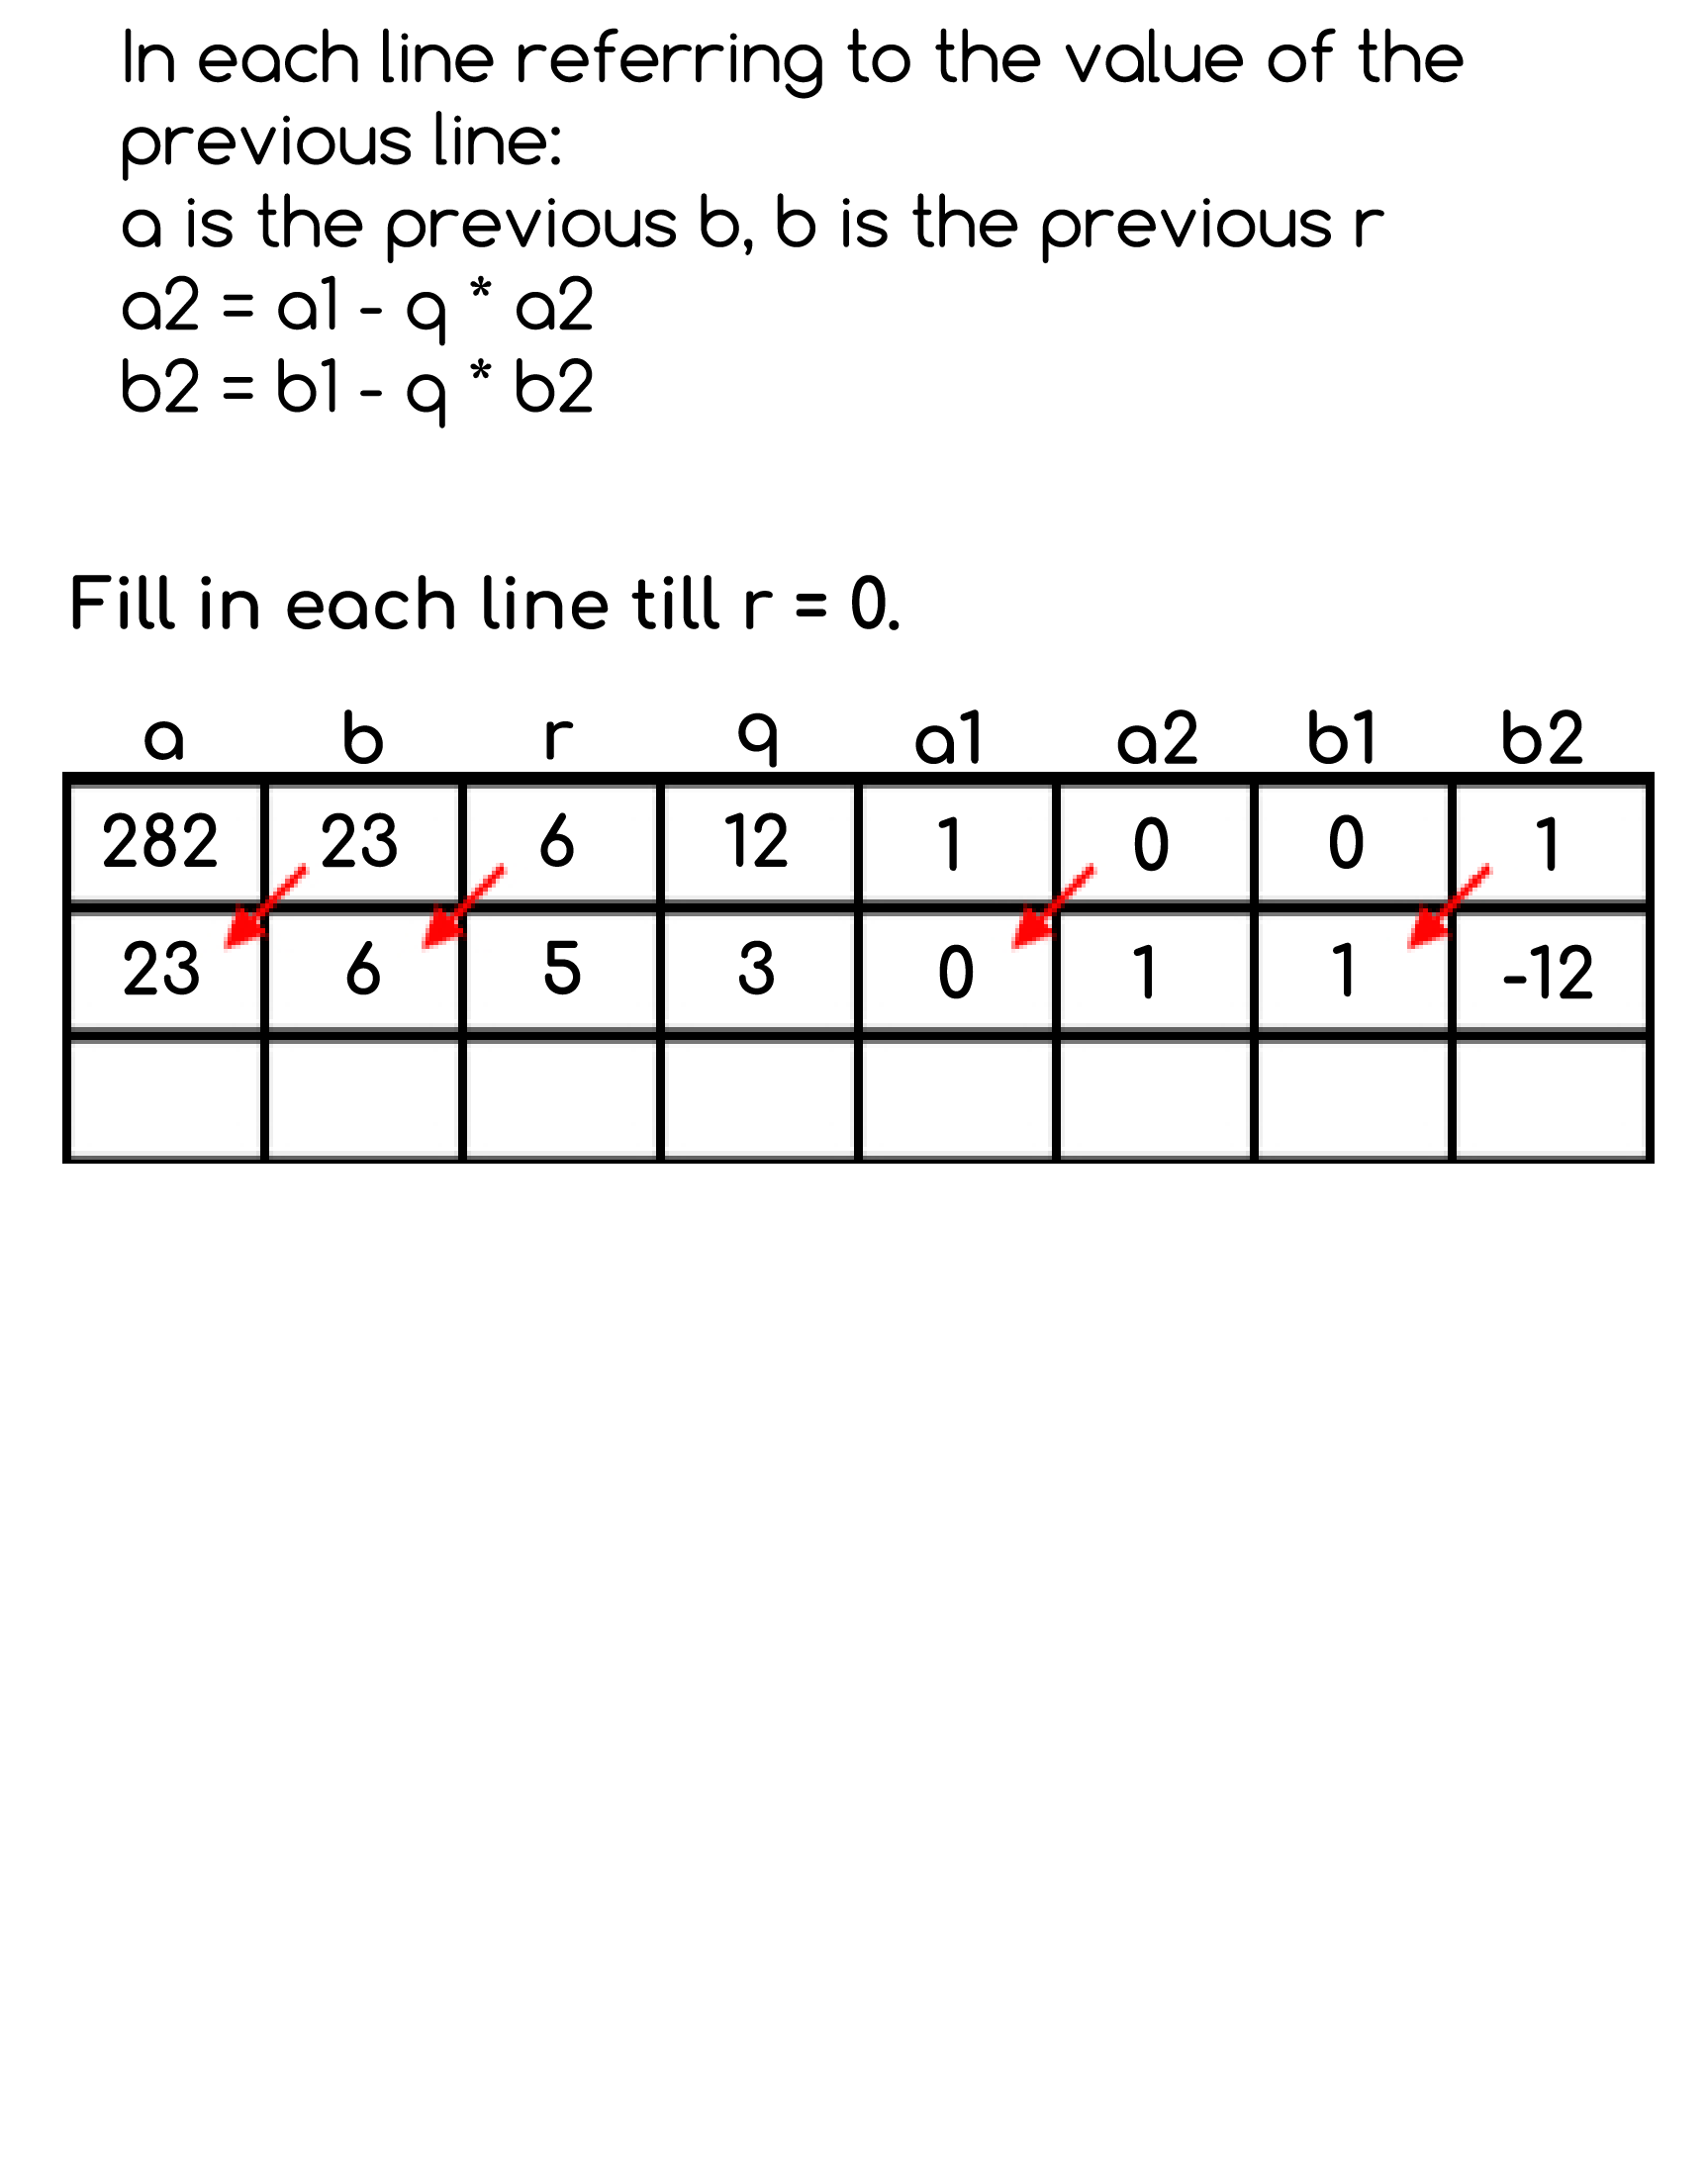 In each line referring to the value of the
previous line:
a is the previous b, b is the previous r
a2 = a1 - q * a2
b2 = b1 - q * b2
Fill in each line till r = 0.
a b r q a1 a2 b1 b2
282 23 6 12 1 0 0 1
23 6 5 3 0 1 1 -12